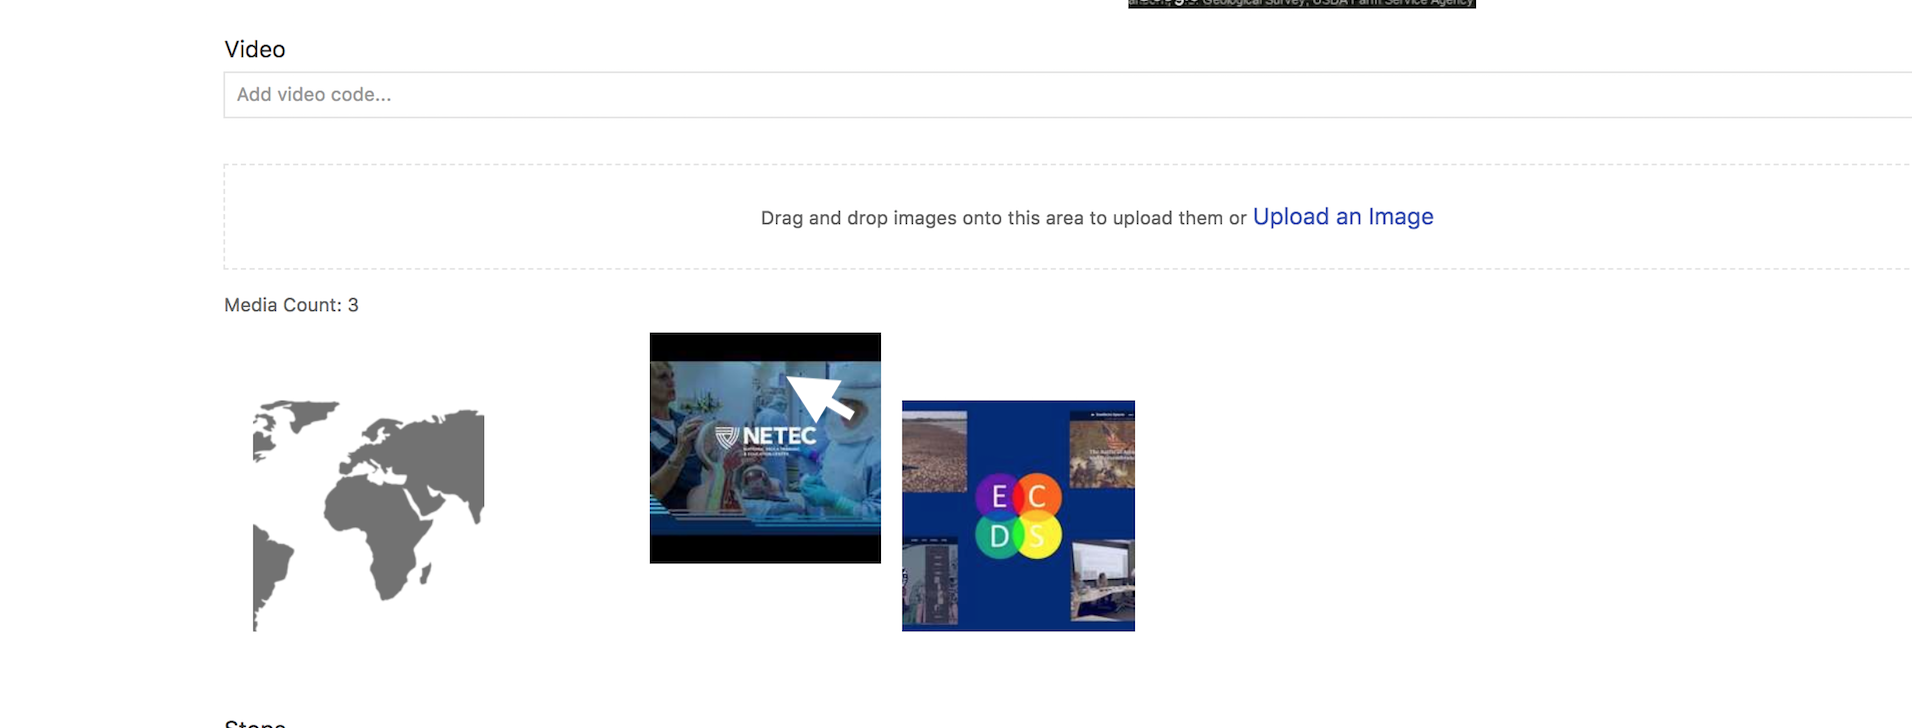 Geological Survey, USDA Farm Service Agency
Video
Add video code...
Drag and drop images onto this area to upload them or Upload an Image
Media Count: 3
NETEC
E C
D S
Stops